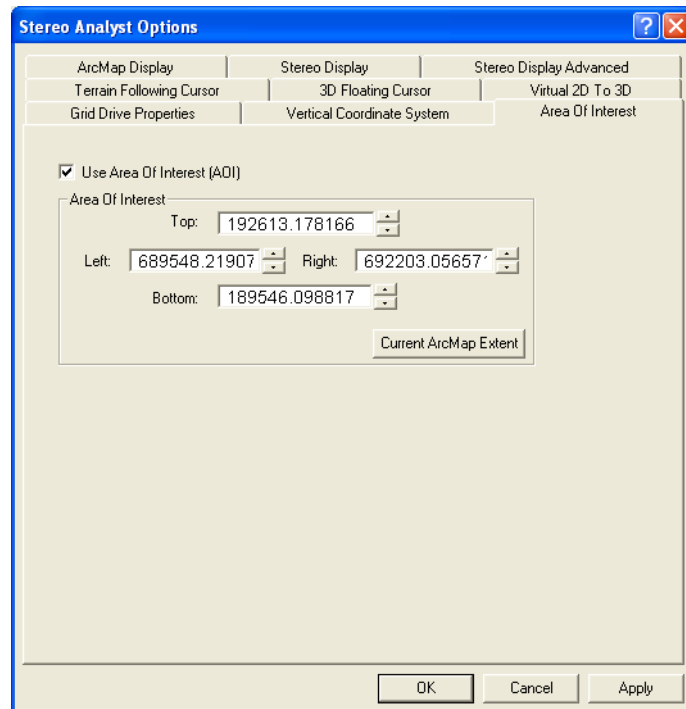 Stereo Analyst Options
ArcMap Display Stereo Display Stereo Display Advanced
Terrain Following Cursor 3D Floating Cursor Virtual 2D To 3D
Grid Drive Properties Vertical Coordinate System Area Of Interest
Use Area Of Interest (AOI)
Area Of Interest
Top: 192613.178166
Left: 689548.21907 Right: 692203.056571
Bottom: 189546.098817
Current ArcMap Extent
OK Cancel Apply